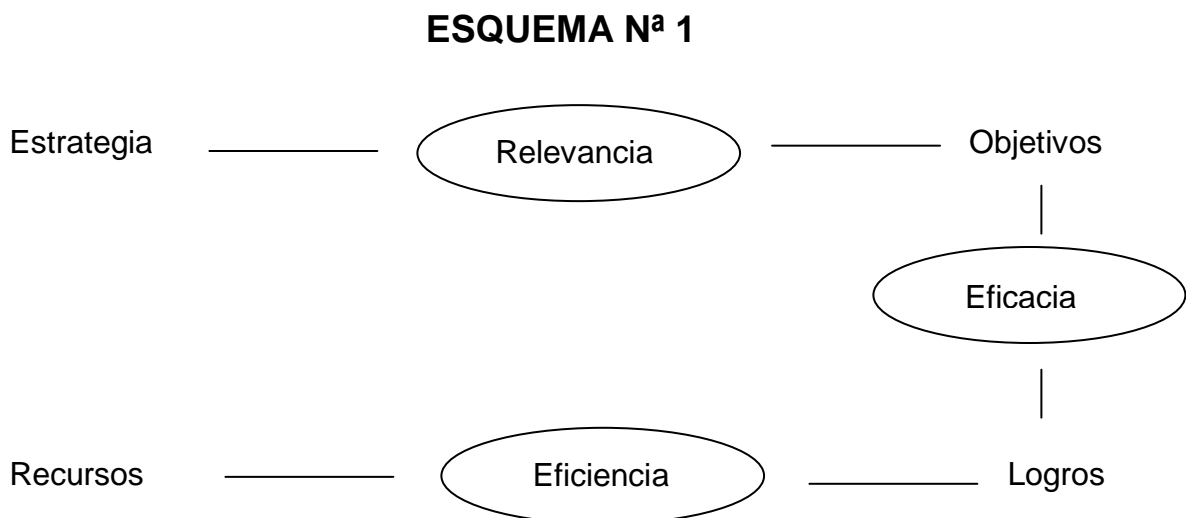 ESQUEMA Nª 1
Estrategia Relevancia Objetivos
Eficacia
Recursos Eficiencia Logros